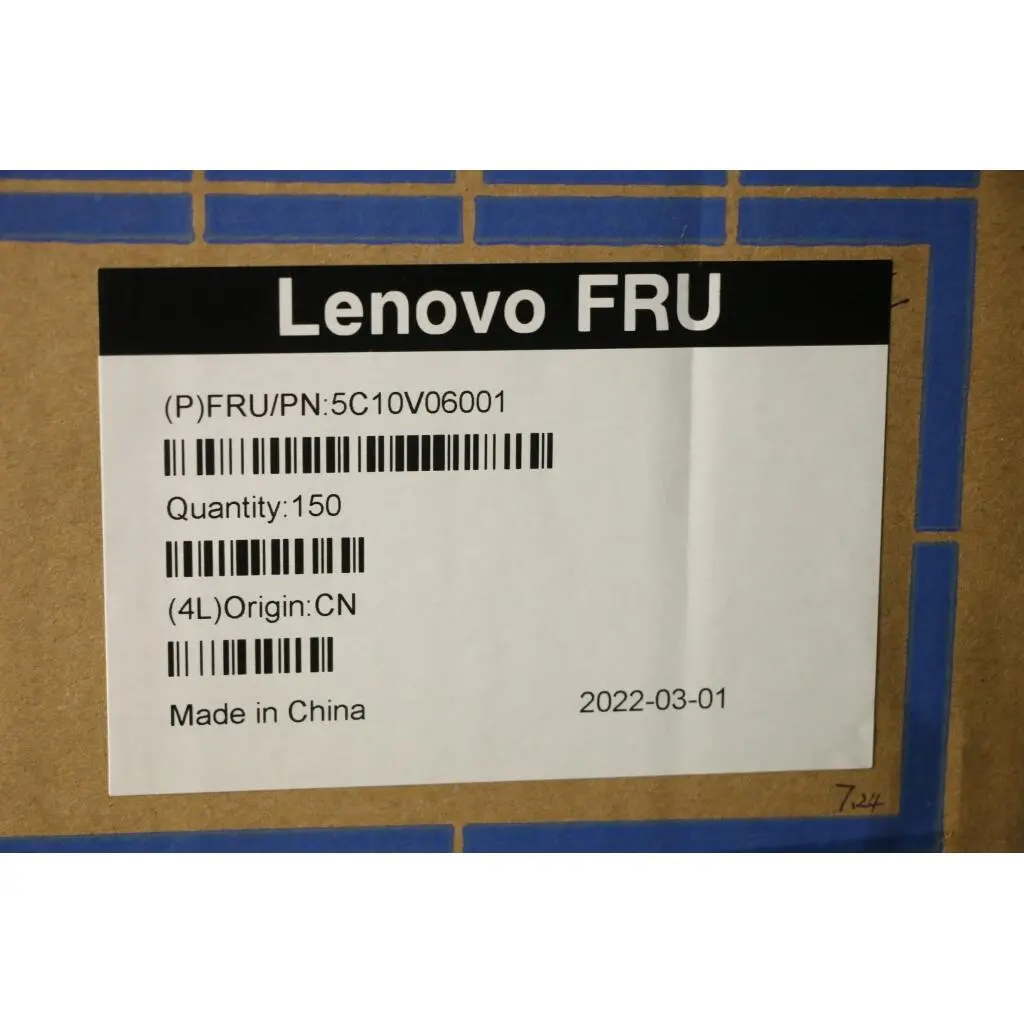 Lenovo FRU
(P)FRU/PN:5C10V06001
Quantity:150
(4L)Origin:CN
Made in China 2022-03-01
7.24